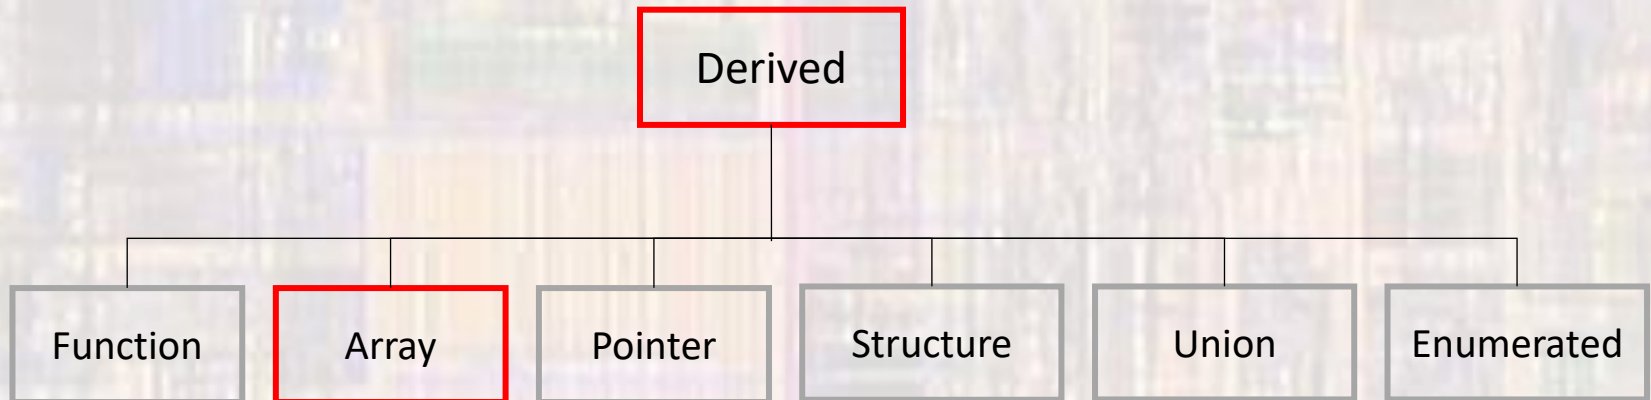 Derived
Function
Array
Pointer
Structure
Union
Enumerated